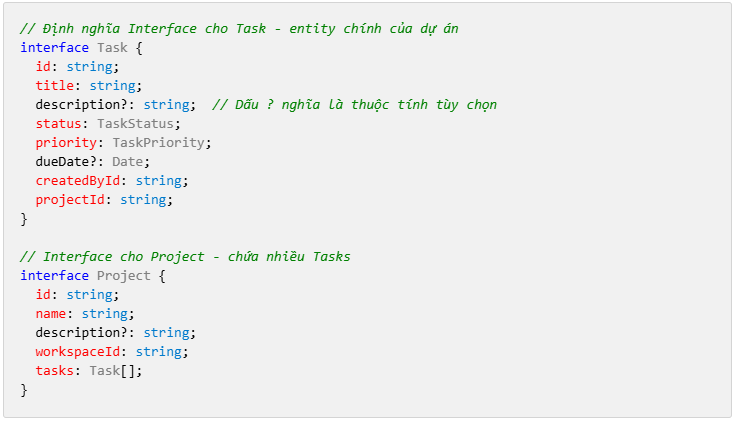 // Định nghĩa Interface cho Task - entity chính của dự án
interface Task {
  id: string;
  title: string;
  description?: string;  // Dấu ? nghĩa là thuộc tính tùy chọn
  status: TaskStatus;
  priority: TaskPriority;
  dueDate?: Date;
  createdById: string;
  projectId: string;
}

// Interface cho Project - chứa nhiều Tasks
interface Project {
  id: string;
  name: string;
  description?: string;
  workspaceId: string;
  tasks: Task[];
}